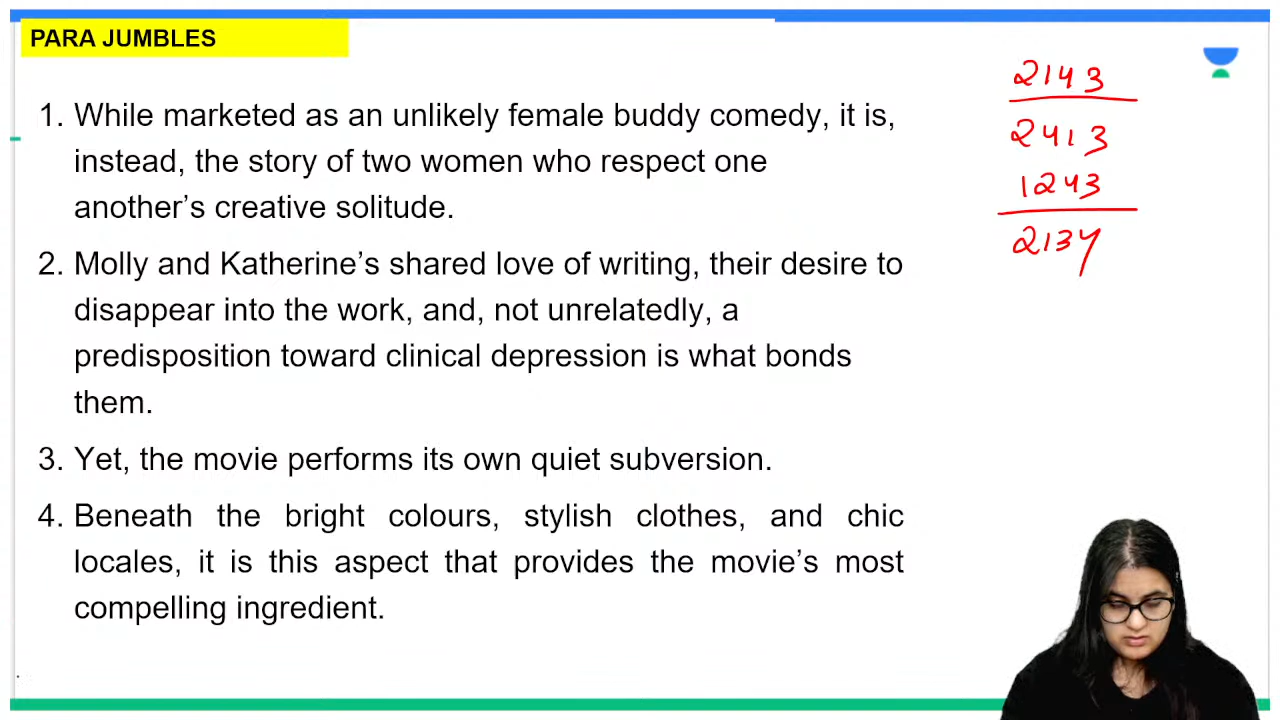 PARA JUMBLES
1. While marketed as an unlikely female buddy comedy, it is,
instead, the story of two women who respect one
another’s creative solitude.
2. Molly and Katherine’s shared love of writing, their desire to
disappear into the work, and, not unrelatedly, a
predisposition toward clinical depression is what bonds
them.
3. Yet, the movie performs its own quiet subversion.
4. Beneath the bright colours, stylish clothes, and chic
locales, it is this aspect that provides the movie’s most
compelling ingredient.
2143
2413
1243
2134